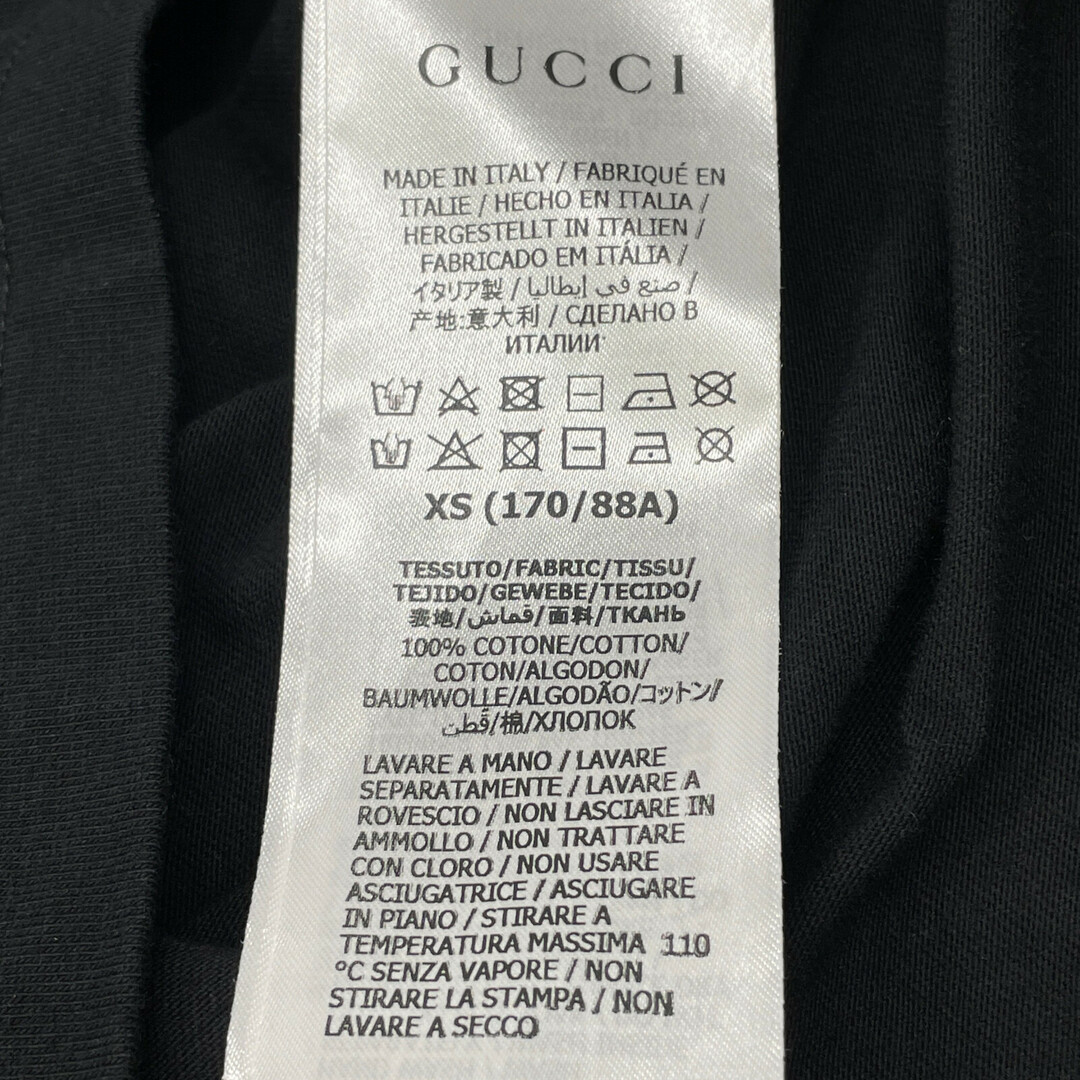 GUCCI
MADE IN ITALY / FABRIQUÉ EN
ITALIE / HECHO EN ITALIA /
HERGESTELLT IN ITALIEN /
FABRICADO EM ITÁLIA /
イタリア製 / صنع في إيطاليا /
产地:意大利 / СДЕЛАНО В
ИТАЛИИ
XS (170/88A)
TESSUTO/FABRIC/TISSU/
TEJIDO/GEWEBE/TECIDO/
表地/قماش/面料/ТКАНЬ
100% COTONE/COTTON/
COTON/ALGODON/
BAUMWOLLE/ALGODÃO/コットン/
قطن/棉/ХЛОПОК
LAVARE A MANO / LAVARE
SEPARATAMENTE / LAVARE A
ROVESCIO / NON LASCIARE IN
AMMOLLO / NON TRATTARE
CON CLORO / NON USARE
ASCIUGATRICE / ASCIUGARE
IN PIANO / STIRARE A
TEMPERATURA MASSIMA 110
°C SENZA VAPORE / NON
STIRARE LA STAMPA / NON
LAVARE A SECCO